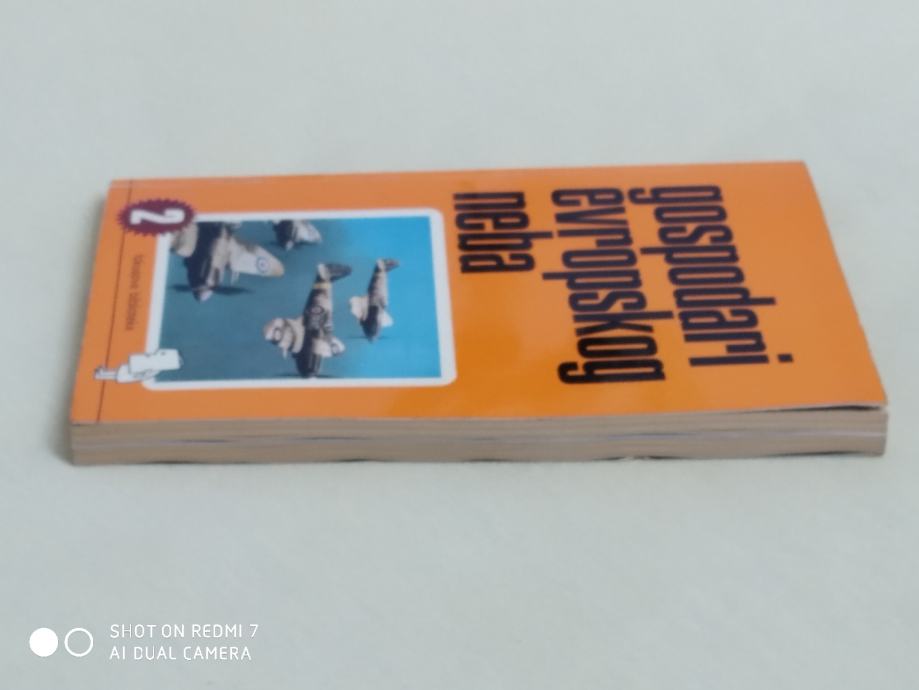 gospodari
evropskog
neba
2
SHOT ON REDMI 7
AI DUAL CAMERA